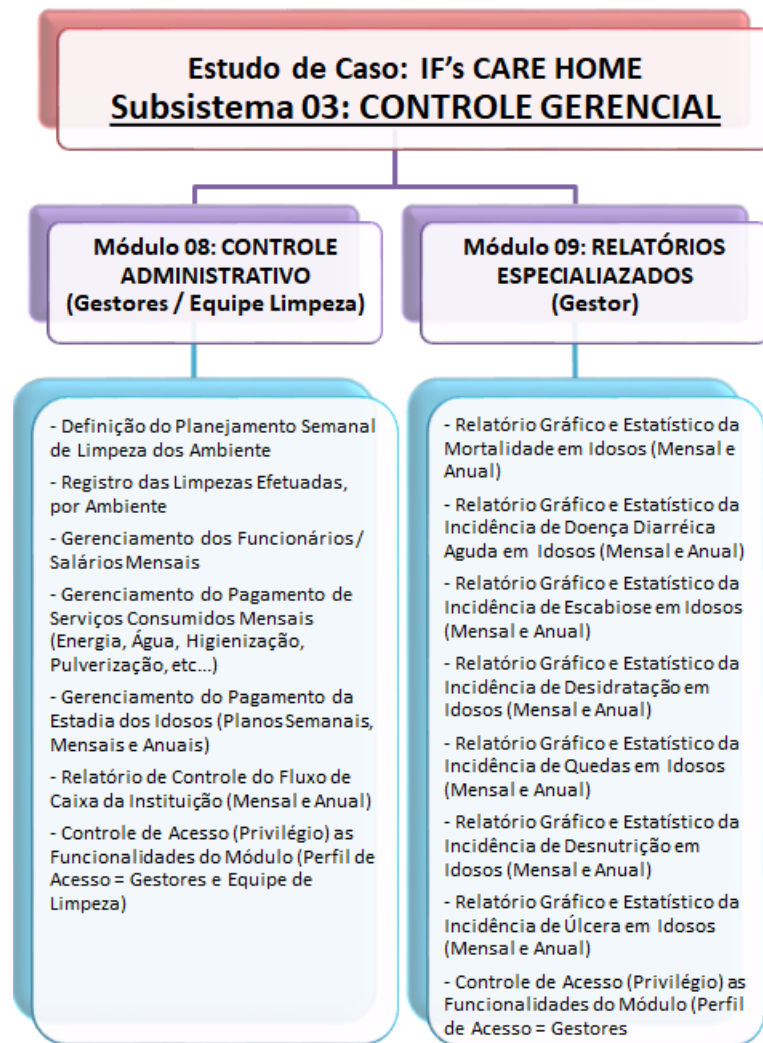 Estudo de Caso: IF's CARE HOME
Subsistema 03: CONTROLE GERENCIAL
Módulo 08: CONTROLE
ADMINISTRATIVO
(Gestores / Equipe Limpeza)
- Definição do Planejamento Semanal
de Limpeza dos Ambiente
- Registro das Limpezas Efetuadas,
por Ambiente
- Gerenciamento dos Funcionários /
Salários Mensais
- Gerenciamento do Pagamento de
Serviços Consumidos Mensais
(Energia, Água, Higienização,
Pulverização, etc...)
- Gerenciamento do Pagamento da
Estadia dos Idosos (Planos Semanais,
Mensais e Anuais)
- Relatório de Controle do Fluxo de
Caixa da Instituição (Mensal e Anual)
- Controle de Acesso (Privilégio) as
Funcionalidades do Módulo (Perfil de
Acesso = Gestores e Equipe de
Limpeza)
Módulo 09: RELATÓRIOS
ESPECIALIAZADOS
(Gestor)
- Relatório Gráfico e Estatístico da
Mortalidade em Idosos (Mensal e
Anual)
- Relatório Gráfico e Estatístico da
Incidência de Doença Diarréica
Aguda em Idosos (Mensal e Anual)
- Relatório Gráfico e Estatístico da
Incidência de Escabiose em Idosos
(Mensal e Anual)
- Relatório Gráfico e Estatístico da
Incidência de Desidratação em
Idosos (Mensal e Anual)
- Relatório Gráfico e Estatístico da
Incidência de Quedas em Idosos
(Mensal e Anual)
- Relatório Gráfico e Estatístico da
Incidência de Desnutrição em
Idosos (Mensal e Anual)
- Relatório Gráfico e Estatístico da
Incidência de Úlcera em Idosos
(Mensal e Anual)
- Controle de Acesso (Privilégio) as
Funcionalidades do Módulo (Perfil
de Acesso = Gestores